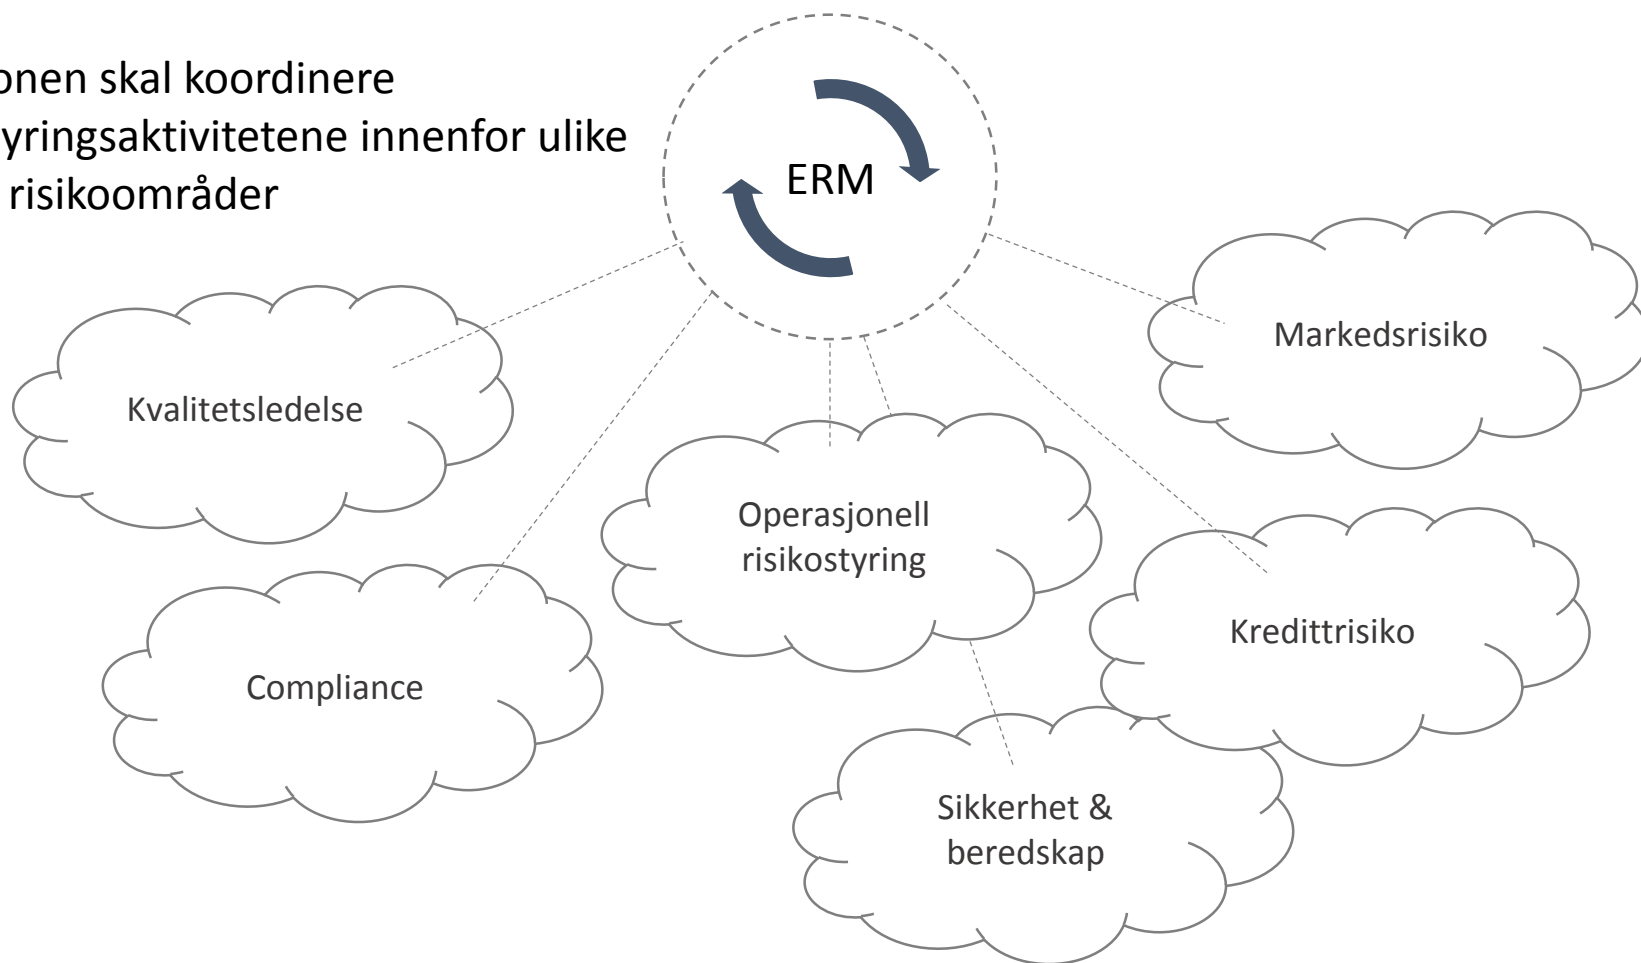 onen skal koordinere
yringsaktivitetene innenfor ulike
risikoområder
ERM
Markedsrisiko
Kvalitetsledelse
Operasjonell
risikostyring
Kredittrisiko
Compliance
Sikkerhet &
beredskap